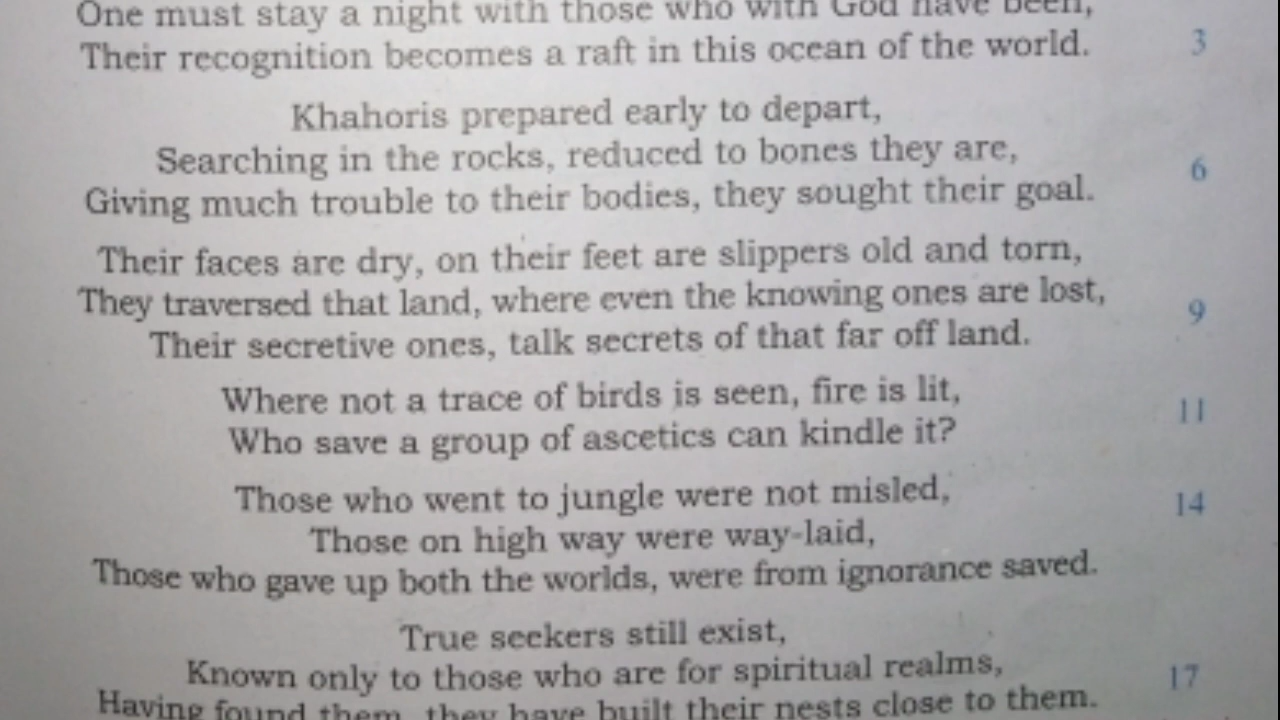 One must stay a night with those who with God have been,
Their recognition becomes a raft in this ocean of the world.
3
Khahoris prepared early to depart,
Searching in the rocks, reduced to bones they are,
6
Giving much trouble to their bodies, they sought their goal.
Their faces are dry, on their feet are slippers old and torn,
They traversed that land, where even the knowing ones are lost,
9
Their secretive ones, talk secrets of that far off land.
Where not a trace of birds is seen, fire is lit,
11
Who save a group of ascetics can kindle it?
Those who went to jungle were not misled,
14
Those on high way were way-laid,
Those who gave up both the worlds, were from ignorance saved.
True seekers still exist,
Known only to those who are for spiritual realms,
17
Having found them, they have built their nests close to them.